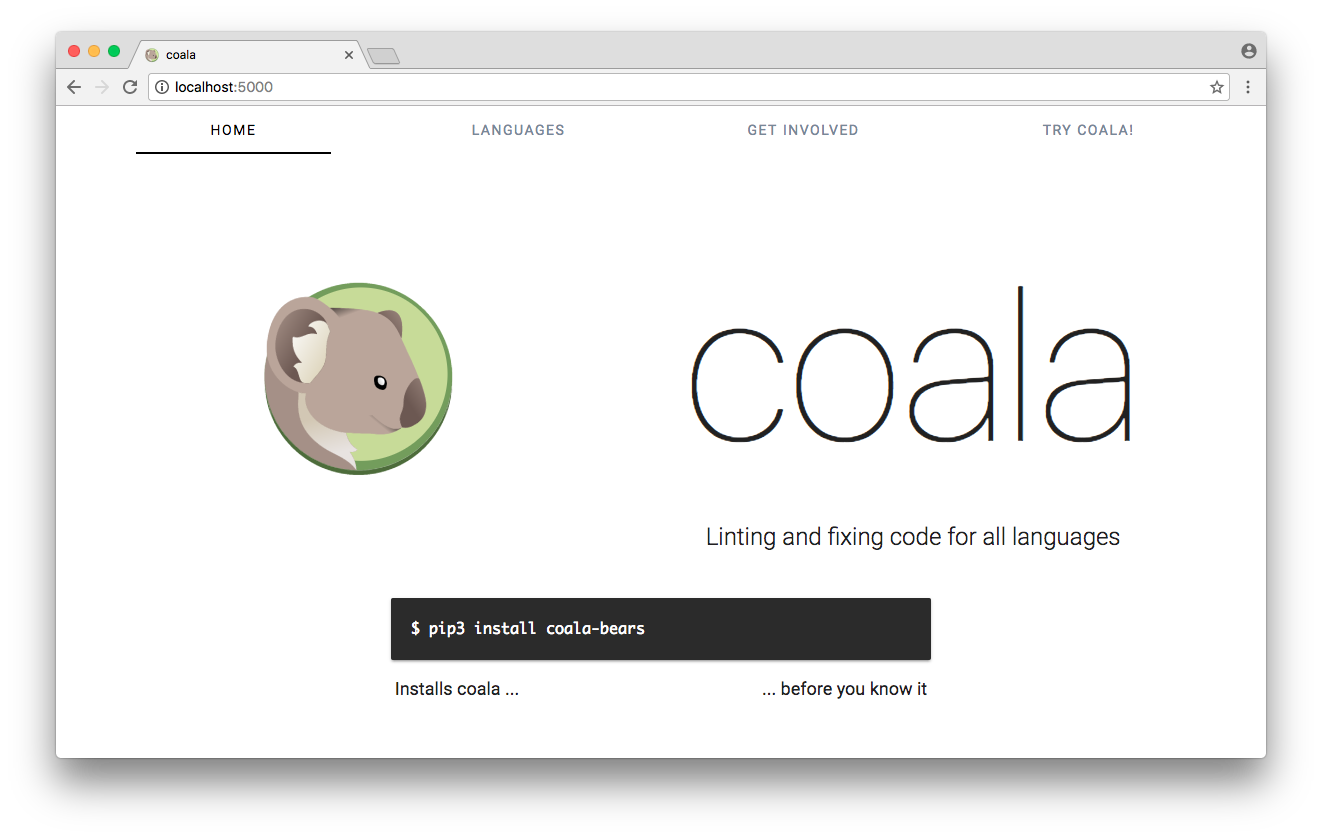 coala
localhost:5000
HOME LANGUAGES GET INVOLVED TRY COALA!
coala
Linting and fixing code for all languages
$ pip3 install coala-bears
Installs coala ... ... before you know it